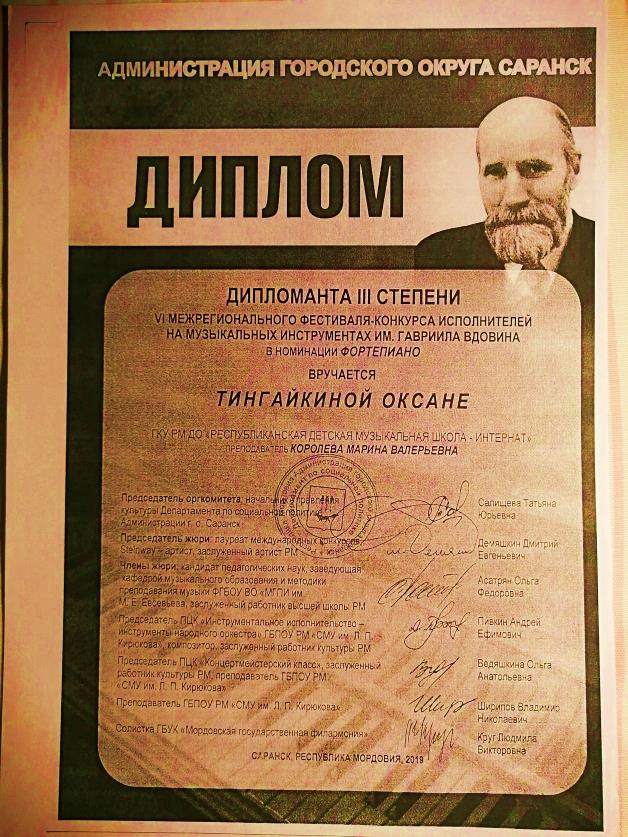 АДМИНИСТРАЦИЯ ГОРОДСКОГО ОКРУГА САРАНСК
ДИПЛОМ
ДИПЛОМАНТА III СТЕПЕНИ
VI МЕЖРЕГИОНАЛЬНОГО ФЕСТИВАЛЯ-КОНКУРСА ИСПОЛНИТЕЛЕЙ
НА МУЗЫКАЛЬНЫХ ИНСТРУМЕНТАХ ИМ. ГАВРИИЛА ВДОВИНА
В НОМИНАЦИИ ФОРТЕПИАНО
ВРУЧАЕТСЯ
ТИНГАЙКИНОЙ ОКСАНЕ
ГКУ РМ ДО «РЕСПУБЛИКАНСКАЯ ДЕТСКАЯ МУЗЫКАЛЬНАЯ ШКОЛА - ИНТЕРНАТ»
ПРЕПОДАВАТЕЛЬ КОРОЛЕВА МАРИНА ВАЛЕРЬЕВНА
Председатель оргкомитета, начальник управления
культуры Департамента по социальной политике
Администрации г. о. Саранск
Салищева Татьяна
Юрьевна
Председатель жюри: лауреат международных конкурсов,
Steinway – артист, заслуженный артист РМ
Демяшкин Дмитрий
Евгеньевич
Члены жюри: кандидат педагогических наук, заведующая
кафедрой музыкального образования и методики
преподавания музыки ФГБОУ ВО «МГПИ им.
М. Е. Евсевьева, заслуженный работник высшей школы РМ
Асатрян Ольга
Федоровна
Председатель ПЦК «Инструментальное исполнительство –
инструменты народного оркестра» ГБПОУ РМ «СМУ им. Л. П.
Кирюкова», композитор, заслуженный работник культуры РМ
Пивкин Андрей
Ефимович
Председатель ПЦК «Концертмейстерский класс», заслуженный
работник культуры РМ, преподаватель ГБПОУ РМ
«СМУ им. Л. П. Кирюкова»
Ведяшкина Ольга
Анатольевна
Преподаватель ГБПОУ РМ «СМУ им. Л. П. Кирюкова»
Ширипов Владимир
Николаевич
Солистка ГБУК «Мордовская государственная филармония»
Круг Людмила
Викторовна
САРАНСК, РЕСПУБЛИКА МОРДОВИЯ, 2019